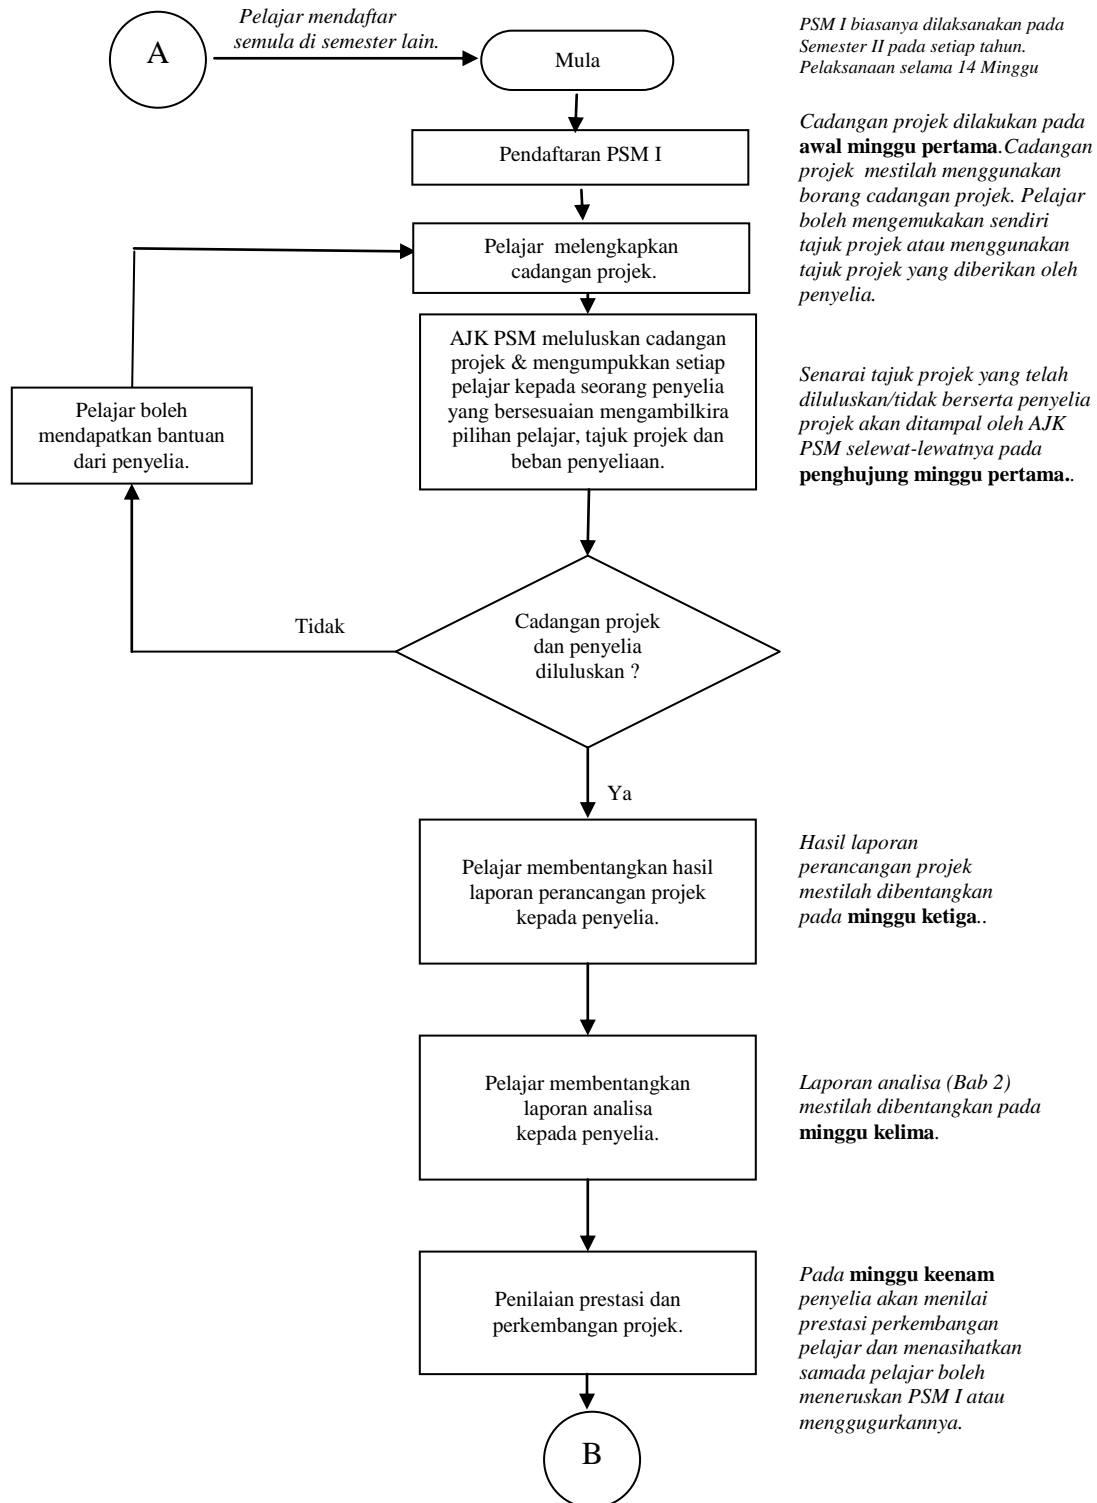 A
Pelajar mendaftar
semula di semester lain.
Mula
PSM I biasanya dilaksanakan pada
Semester II pada setiap tahun.
Pelaksanaan selama 14 Minggu
Pendaftaran PSM I
Cadangan projek dilakukan pada
awal minggu pertama.Cadangan
projek mestilah menggunakan
borang cadangan projek. Pelajar
boleh mengemukakan sendiri
tajuk projek atau menggunakan
tajuk projek yang diberikan oleh
penyelia.
Pelajar melengkapkan
cadangan projek.
AJK PSM meluluskan cadangan
projek & mengumpukkan setiap
pelajar kepada seorang penyelia
yang bersesuaian mengambilkira
pilihan pelajar, tajuk projek dan
beban penyeliaan.
Pelajar boleh
mendapatkan bantuan
dari penyelia.
Senarai tajuk projek yang telah
diluluskan/tidak berserta penyelia
projek akan ditampal oleh AJK
PSM selewat-lewatnya pada
penghujung minggu pertama..
Tidak
Cadangan projek
dan penyelia
diluluskan ?
Ya
Pelajar membentangkan hasil
laporan perancangan projek
kepada penyelia.
Hasil laporan
perancangan projek
mestilah dibentangkan
pada minggu ketiga..
Pelajar membentangkan
laporan analisa
kepada penyelia.
Laporan analisa (Bab 2)
mestilah dibentangkan pada
minggu kelima.
Penilaian prestasi dan
perkembangan projek.
Pada minggu keenam
penyelia akan menilai
prestasi perkembangan
pelajar dan menasihatkan
samada pelajar boleh
meneruskan PSM I atau
menggugurkannya.
B